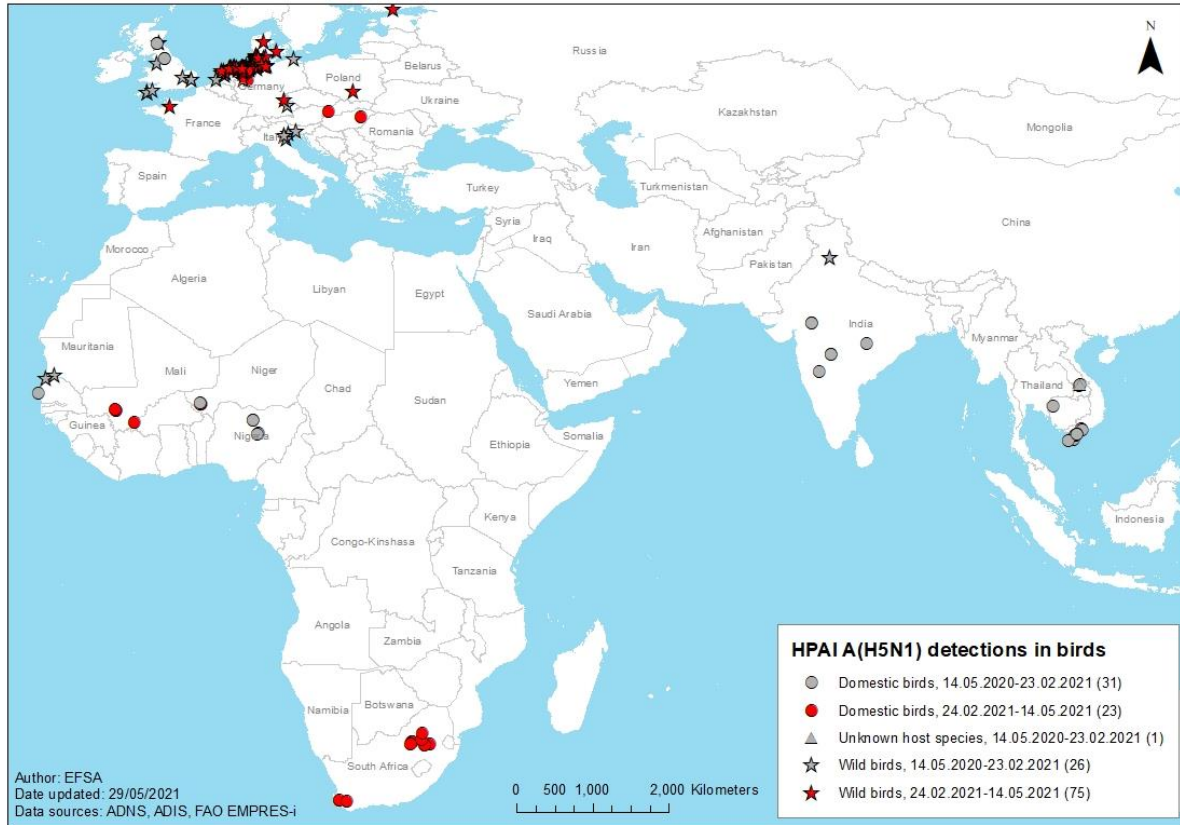 N
Russia
Belarus
Poland
Germany
Ukraine
Kazakhstan
France
Romania
Mongolia
Italy
Spain
Turkey
Turkmenistan
China
Syria
Afghanistan
Iraq
Iran
Morocco
Pakistan
Algeria
Libyan
Egypt
Saudi Arabia
India
Myanmar
Mauritania
Mali
Niger
Chad
Sudan
Yemen
Thailand
Guinea
Nigeria
Ethiopia
Somalia
Kenya
Indonesia
Congo-Kinshasa
Tanzania
Angola
Zambia
Namibia
Botswana
South Africa
HPAI A(H5N1) detections in birds
Domestic birds, 14.05.2020-23.02.2021 (31)
Domestic birds, 24.02.2021-14.05.2021 (23)
Unknown host species, 14.05.2020-23.02.2021 (1)
Wild birds, 14.05.2020-23.02.2021 (26)
Wild birds, 24.02.2021-14.05.2021 (75)
Author: EFSA
Date updated: 29/05/2021
Data sources: ADNS, ADIS, FAO EMPRES-i
0 500 1,000 2,000 Kilometers